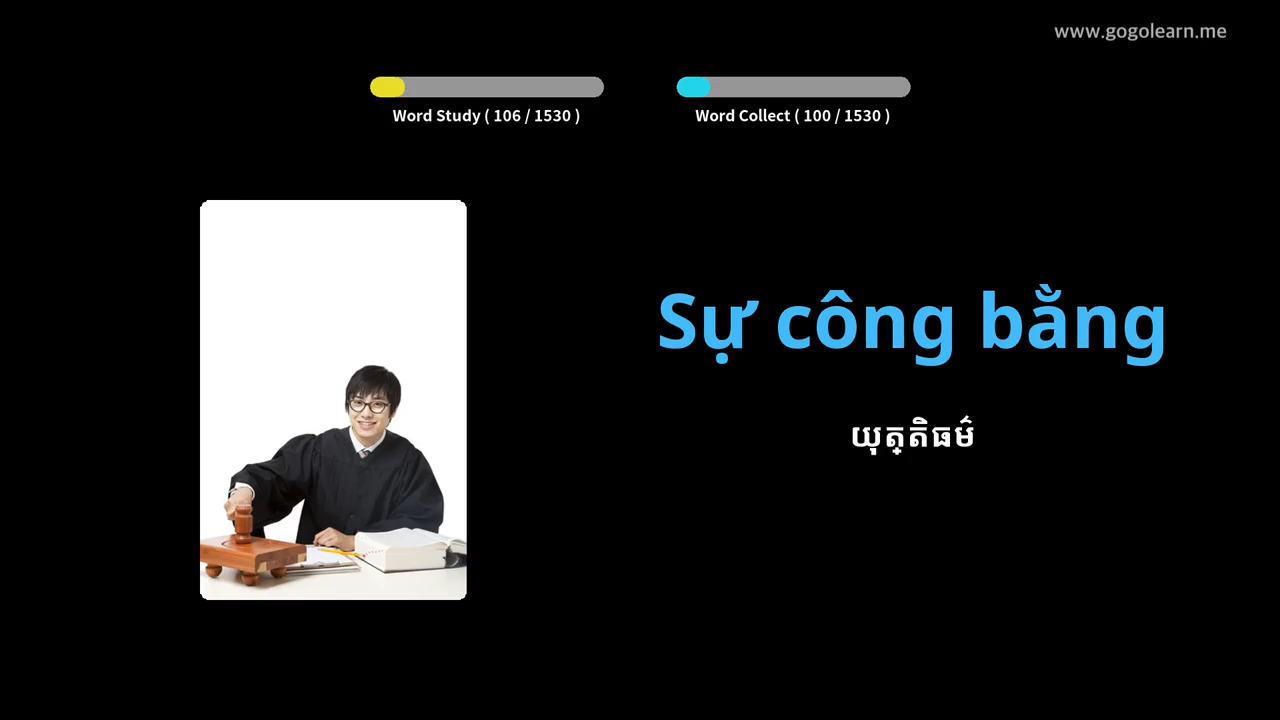 www.gogolearn.me
Word Study ( 106 / 1530 )
Word Collect ( 100 / 1530 )
Sự công bằng
យុត្តិធម៌